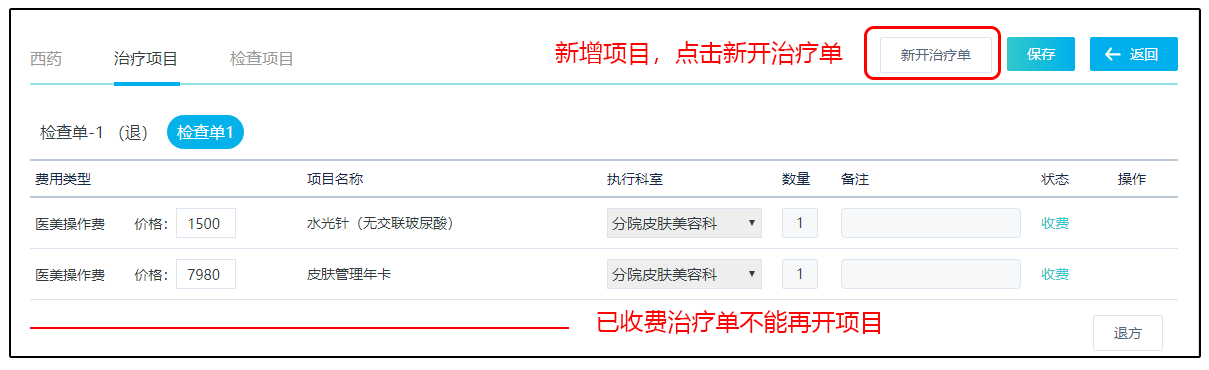 西药 治疗项目 检查项目 新增项目，点击新开治疗单 新开治疗单 保存 返回
检查单-1 （退） 检查单1
费用类型 项目名称 执行科室 数量 备注 状态 操作
医美操作费 价格： 1500 水光针（无交联玻尿酸） 分院皮肤美容科 1 收费
医美操作费 价格： 7980 皮肤管理年卡 分院皮肤美容科 1 收费
已收费治疗单不能再开项目
退方